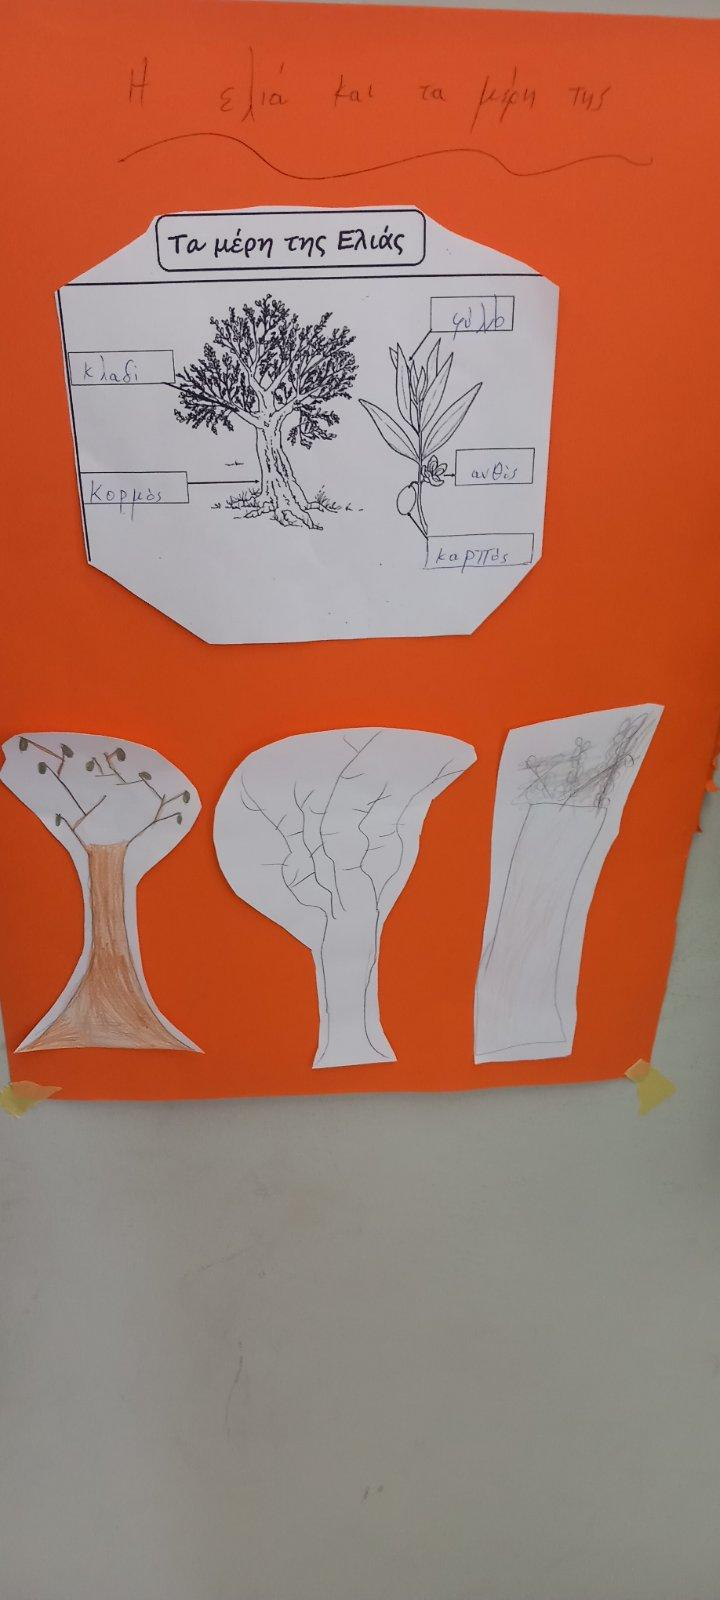 Η ελιά και τα μέρη της
Τα μέρη της Ελιάς
φύλλο
κλαδί
ανθός
κορμός
καρπός